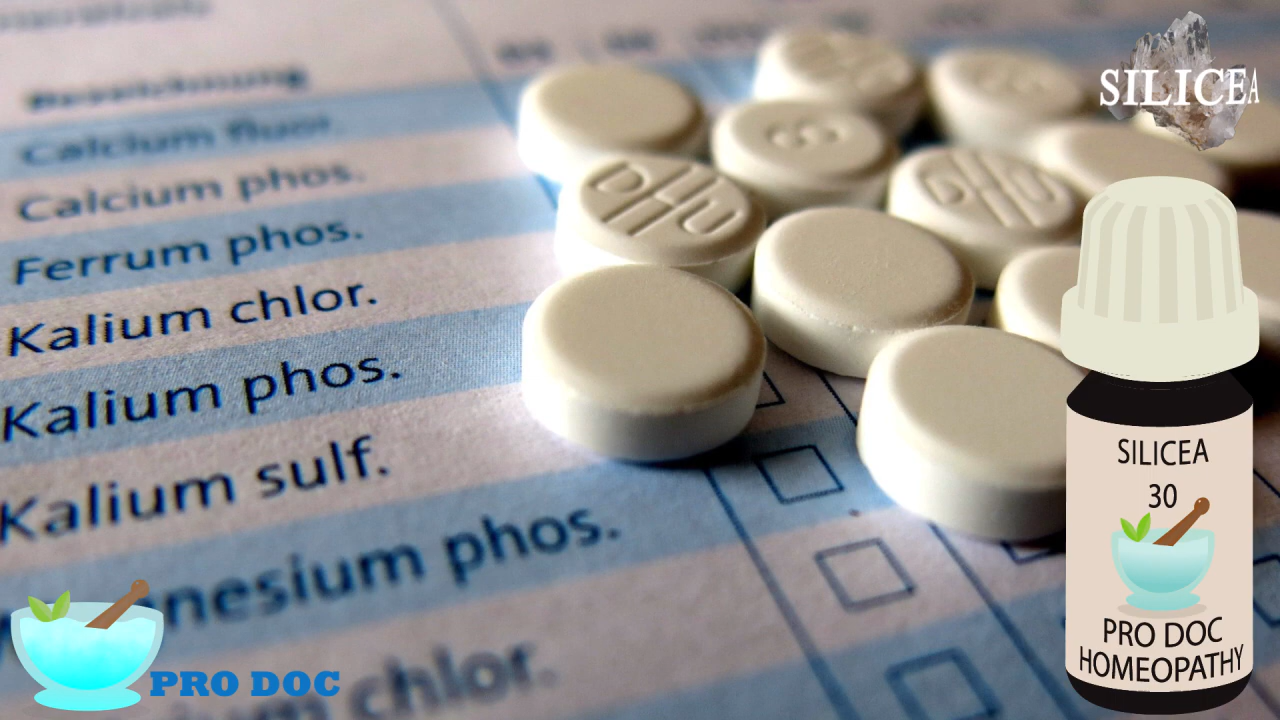 Bezeichnung
Calcium fluor.
Calcium phos.
Ferrum phos.
Kalium chlor.
Kalium phos.
Kalium sulf.
nesium phos.
chlor.
DHU
DHU
SILICEA
SILICEA
30
PRO DOC
HOMEOPATHY
PRO DOC